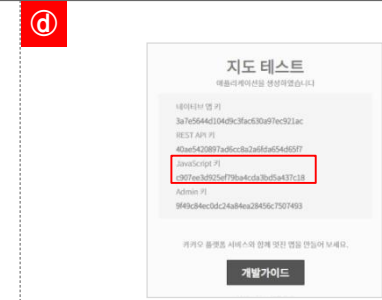 ⓓ
지도 테스트
애플리케이션을 생성하였습니다
네이티브 앱 키
3a7e5644d104d9c3fac630a97ec921ac
REST API 키
40ae5420897ad6cc8a2a6fda654d65f7
JavaScript 키
c907ee3d925ef79ba4cda3bd5a437c18
Admin 키
9f49c84ec0dc24a84ea28456c7507493
카카오 플랫폼 서비스와 함께 멋진 앱을 만들어 보세요.
개발가이드